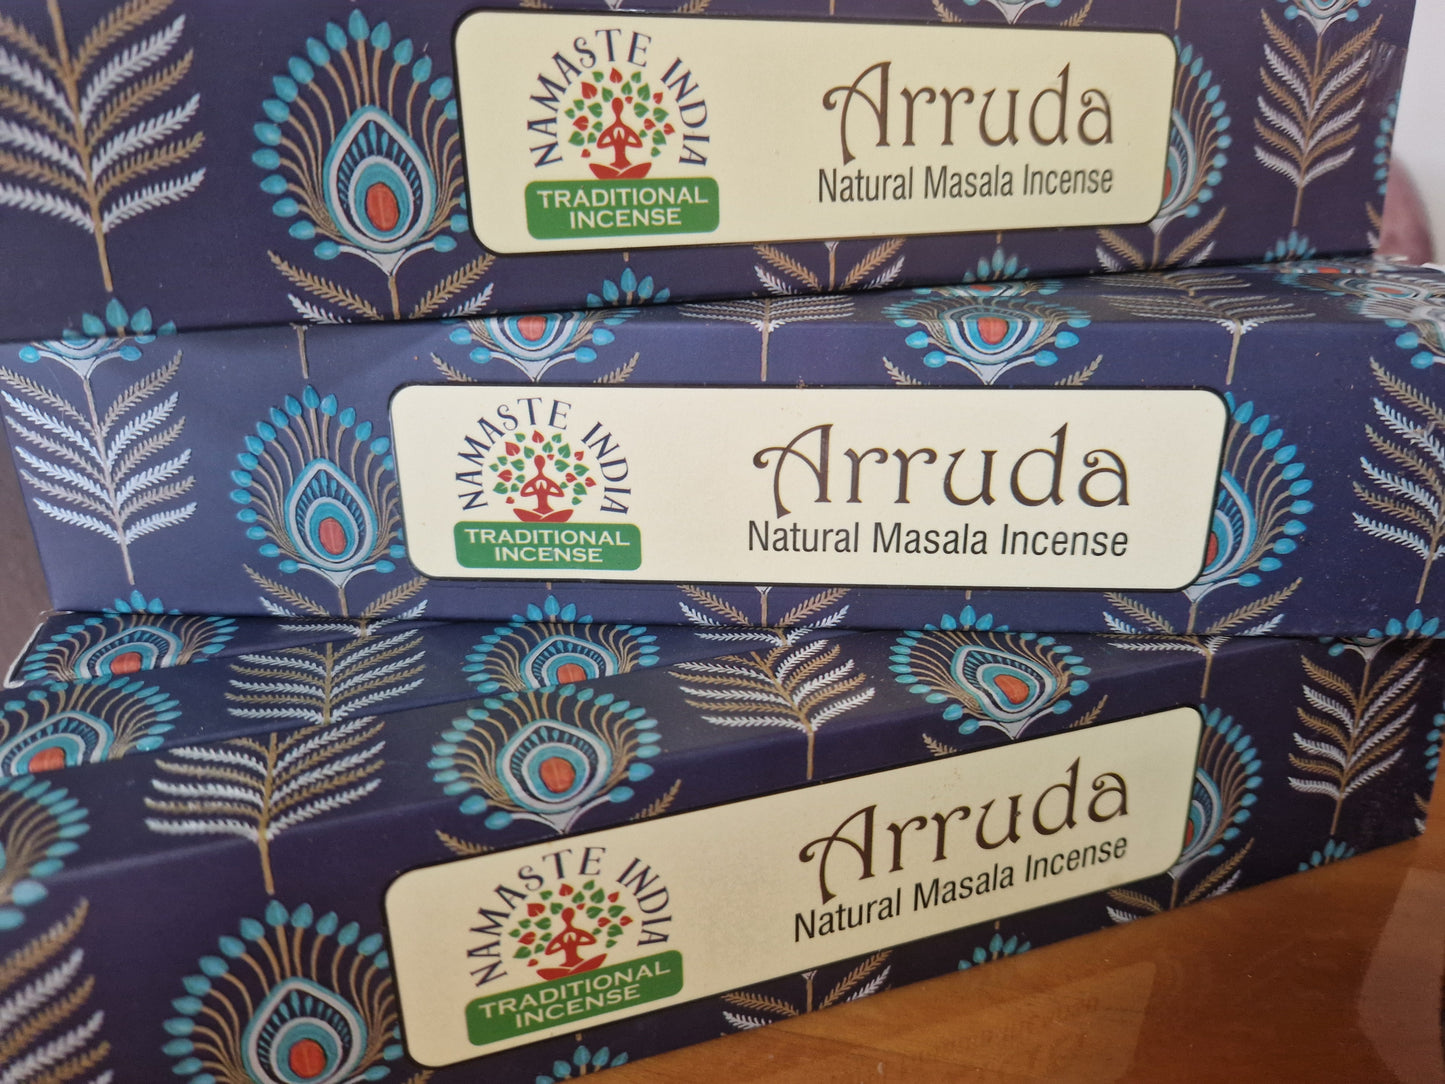 NAMASTE INDIA
TRADITIONAL
INCENSE
Arruda
Natural Masala Incense
NAMASTE INDIA
TRADITIONAL
INCENSE
Arruda
Natural Masala Incense
NAMASTE INDIA
TRADITIONAL
INCENSE
Arruda
Natural Masala Incense